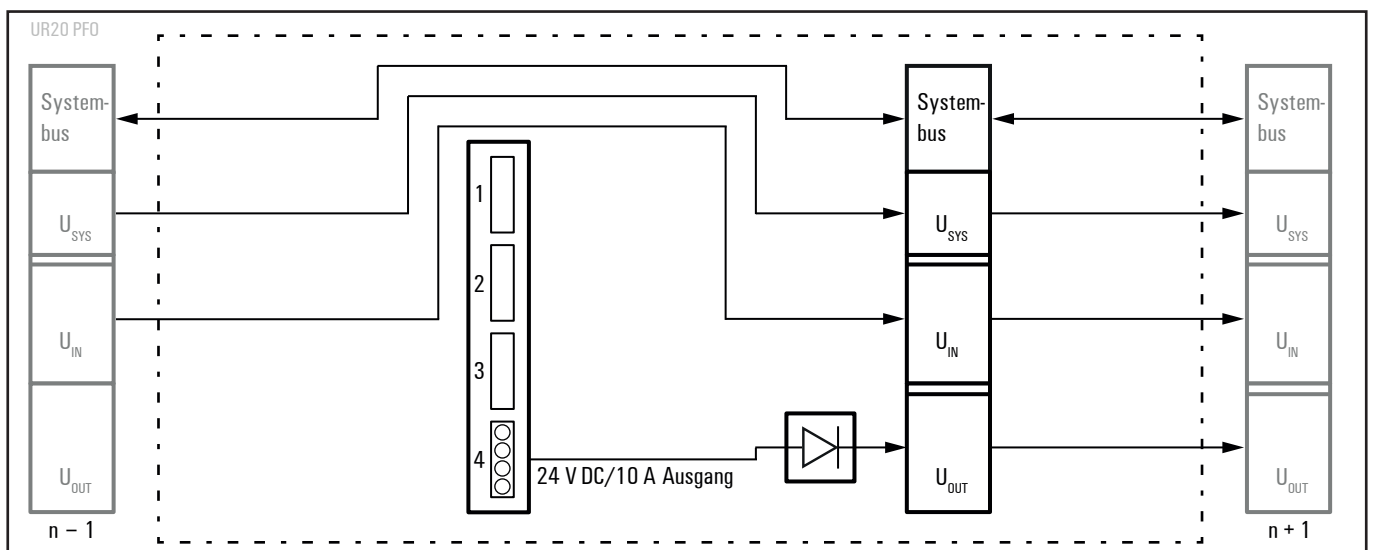 UR20 PFO
System-
bus
U_SYS
U_IN
U_OUT
n – 1
1
2
3
4
24 V DC/10 A Ausgang
System-
bus
U_SYS
U_IN
U_OUT
System-
bus
U_SYS
U_IN
U_OUT
n + 1